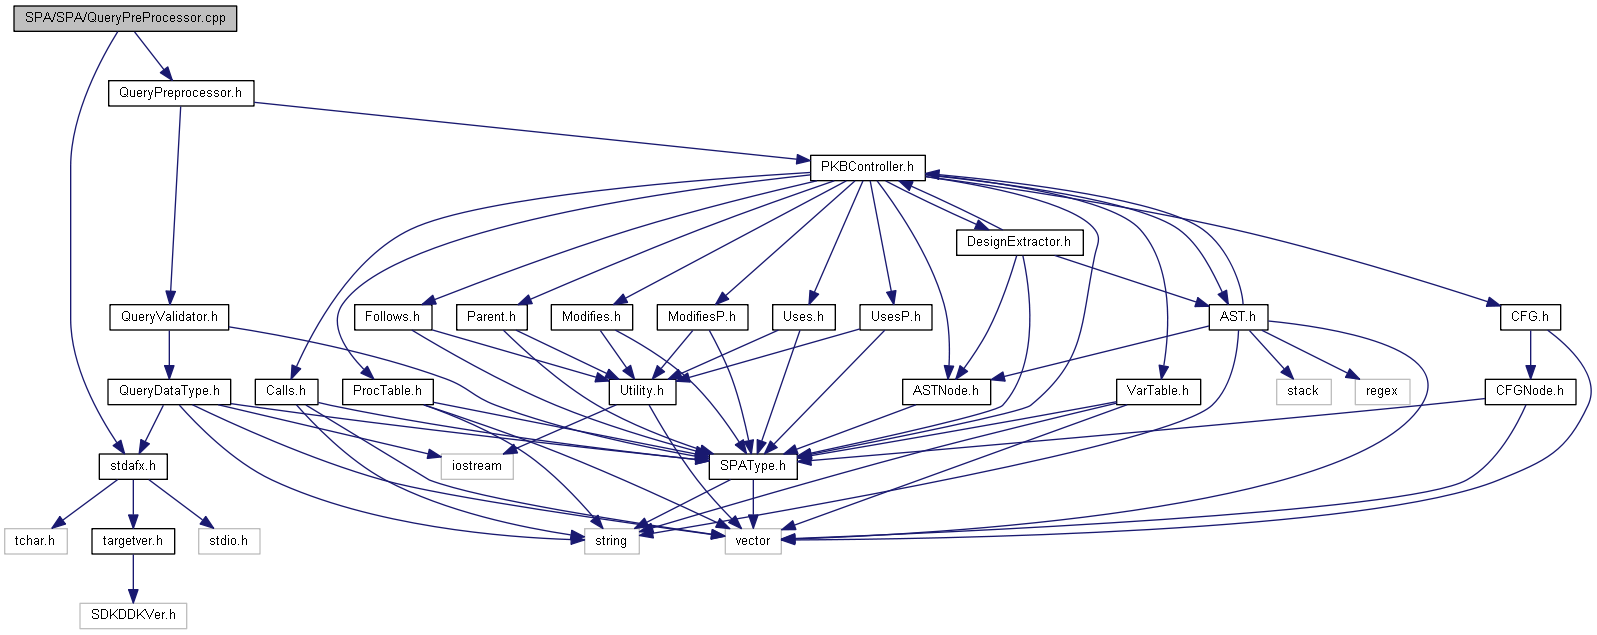 SPA/SPA/QueryPreProcessor.cpp
QueryPreprocessor.h
PKBController.h
DesignExtractor.h
QueryValidator.h
Follows.h
Parent.h
Modifies.h
ModifiesP.h
Uses.h
UsesP.h
AST.h
CFG.h
QueryDataType.h
Calls.h
ProcTable.h
Utility.h
ASTNode.h
VarTable.h
stack
regex
CFGNode.h
stdafx.h
iostream
SPAType.h
tchar.h
targetver.h
stdio.h
string
vector
SDKDDKVer.h